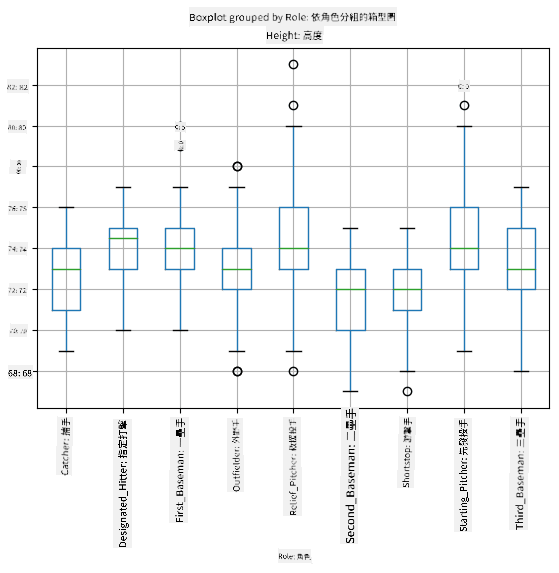 Boxplot grouped by Role: 依角色分組的箱型圖
Height: 高度
82: 82
80: 80
76: 76
74: 74
72: 72
70: 70
68: 68
Catcher: 捕手
Designated_Hitter: 指定打擊
First_Baseman: 一壘手
Outfielder: 外野手
Relief_Pitcher: 救援投手
Second_Baseman: 二壘手
Shortstop: 游擊手
Starting_Pitcher: 先發投手
Third_Baseman: 三壘手
Role: 角色